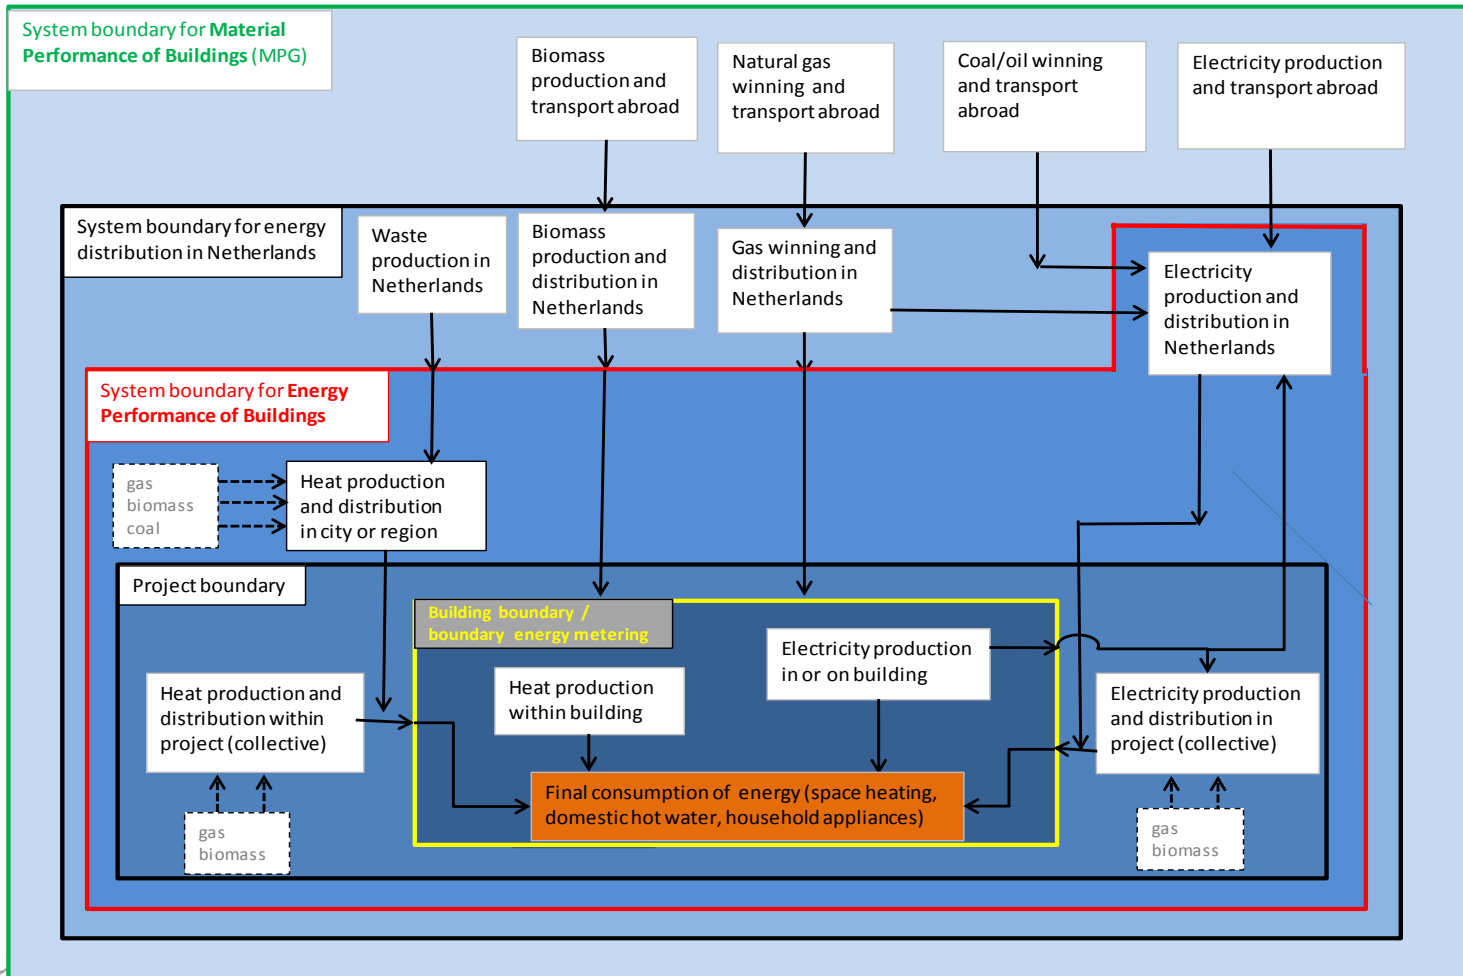 System boundary for Material
Performance of Buildings (MPG)
Biomass
production and
transport abroad
Natural gas
winning and
transport abroad
Coal/oil winning
and transport
abroad
Electricity production
and transport abroad
System boundary for energy
distribution in Netherlands
Waste
production in
Netherlands
Biomass
production and
distribution in
Netherlands
Gas winning and
distribution in
Netherlands
Electricity
production and
distribution in
Netherlands
System boundary for Energy
Performance of Buildings
gas
biomass
coal
Heat production
and distribution
in city or region
Project boundary
Building boundary /
boundary energy metering
Electricity production
in or on building
Heat production
within building
Heat production and
distribution within
project (collective)
Electricity production
and distribution in
project (collective)
Final consumption of energy (space heating,
domestic hot water, household appliances)
gas
biomass
gas
biomass